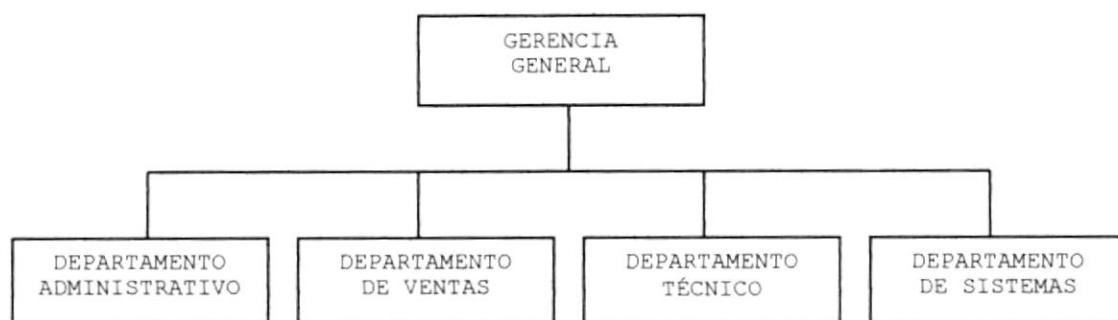 GERENCIA
GENERAL
DEPARTAMENTO
ADMINISTRATIVO
DEPARTAMENTO
DE VENTAS
DEPARTAMENTO
TÉCNICO
DEPARTAMENTO
DE SISTEMAS